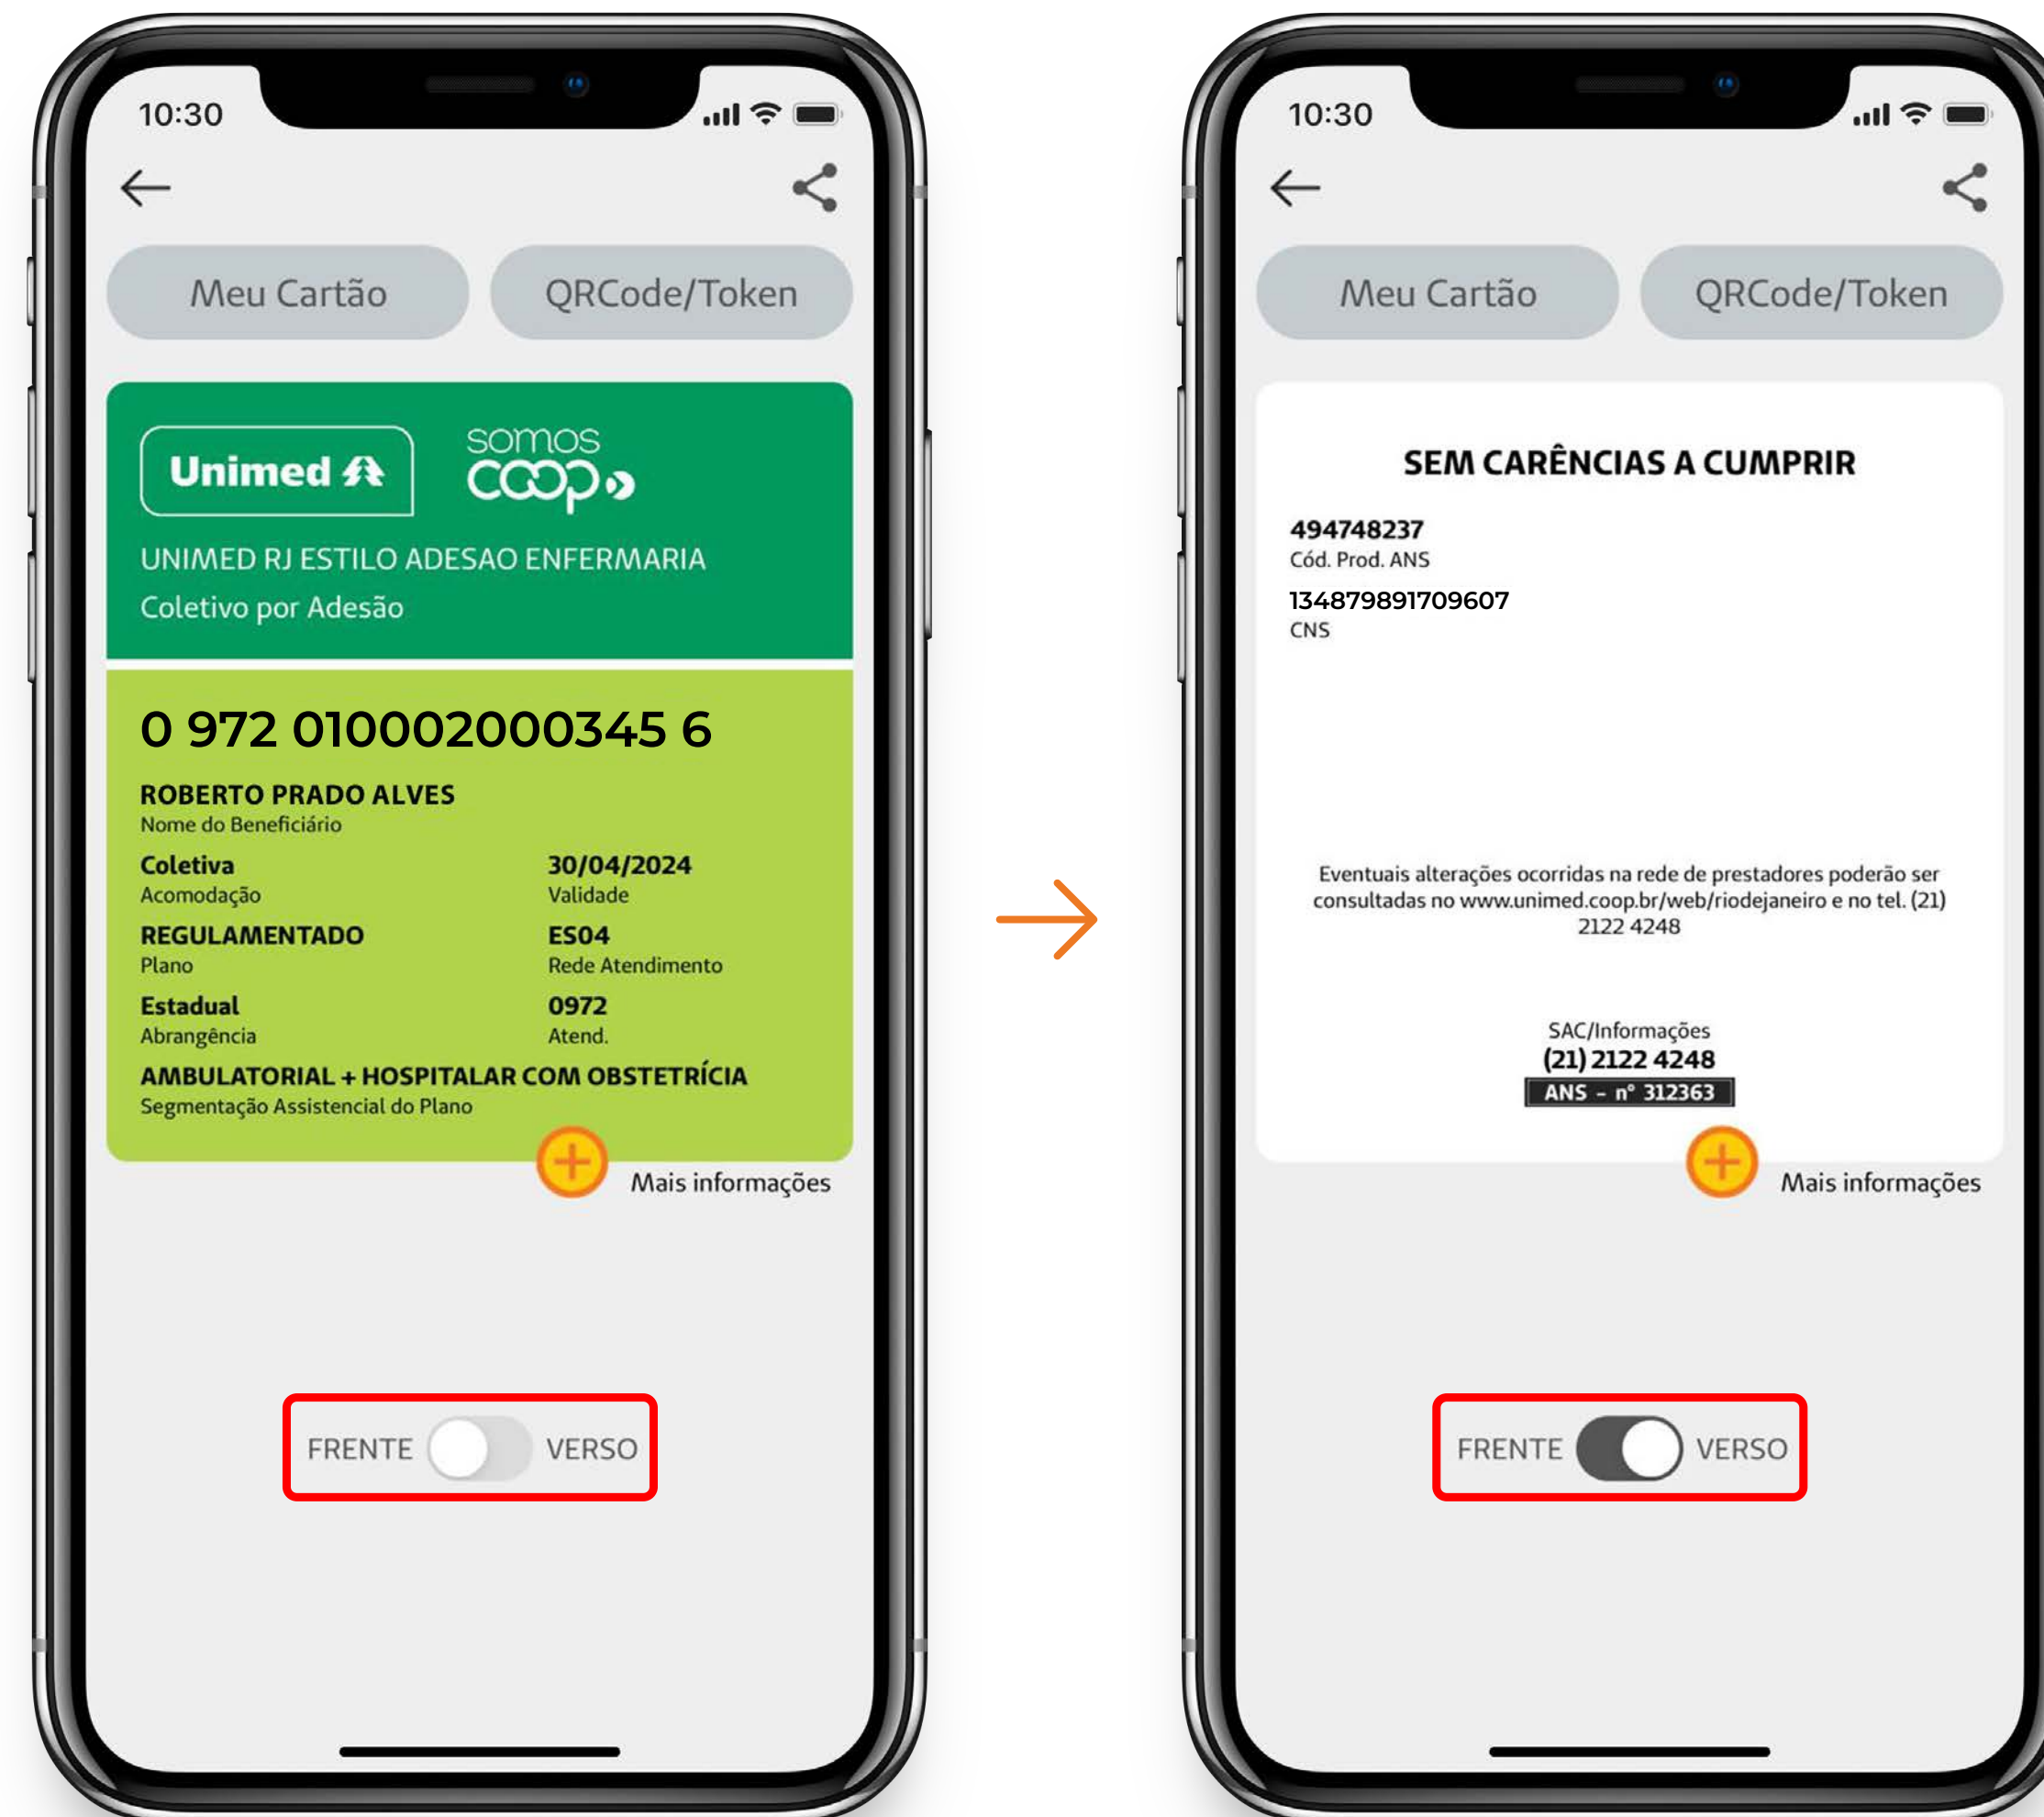 10:30
Meu Cartão
QRCode/Token
Unimed
somos
coop
UNIMED RJ ESTILO ADESAO ENFERMARIA
Coletivo por Adesão
0 972 010002000345 6
ROBERTO PRADO ALVES
Nome do Beneficiário
Coletiva
Acomodação
30/04/2024
Validade
REGULAMENTADO
Plano
ES04
Rede Atendimento
Estadual
Abrangência
0972
Atend.
AMBULATORIAL + HOSPITALAR COM OBSTETRÍCIA
Segmentação Assistencial do Plano
Mais informações
FRENTE
VERSO
10:30
Meu Cartão
QRCode/Token
SEM CARÊNCIAS A CUMPRIR
494748237
Cód. Prod. ANS
134879891709607
CNS
Eventuais alterações ocorridas na rede de prestadores poderão ser
consultadas no www.unimed.coop.br/web/riodejaneiro e no tel. (21)
2122 4248
SAC/Informações
(21) 2122 4248
ANS - n° 312363
Mais informações
FRENTE
VERSO